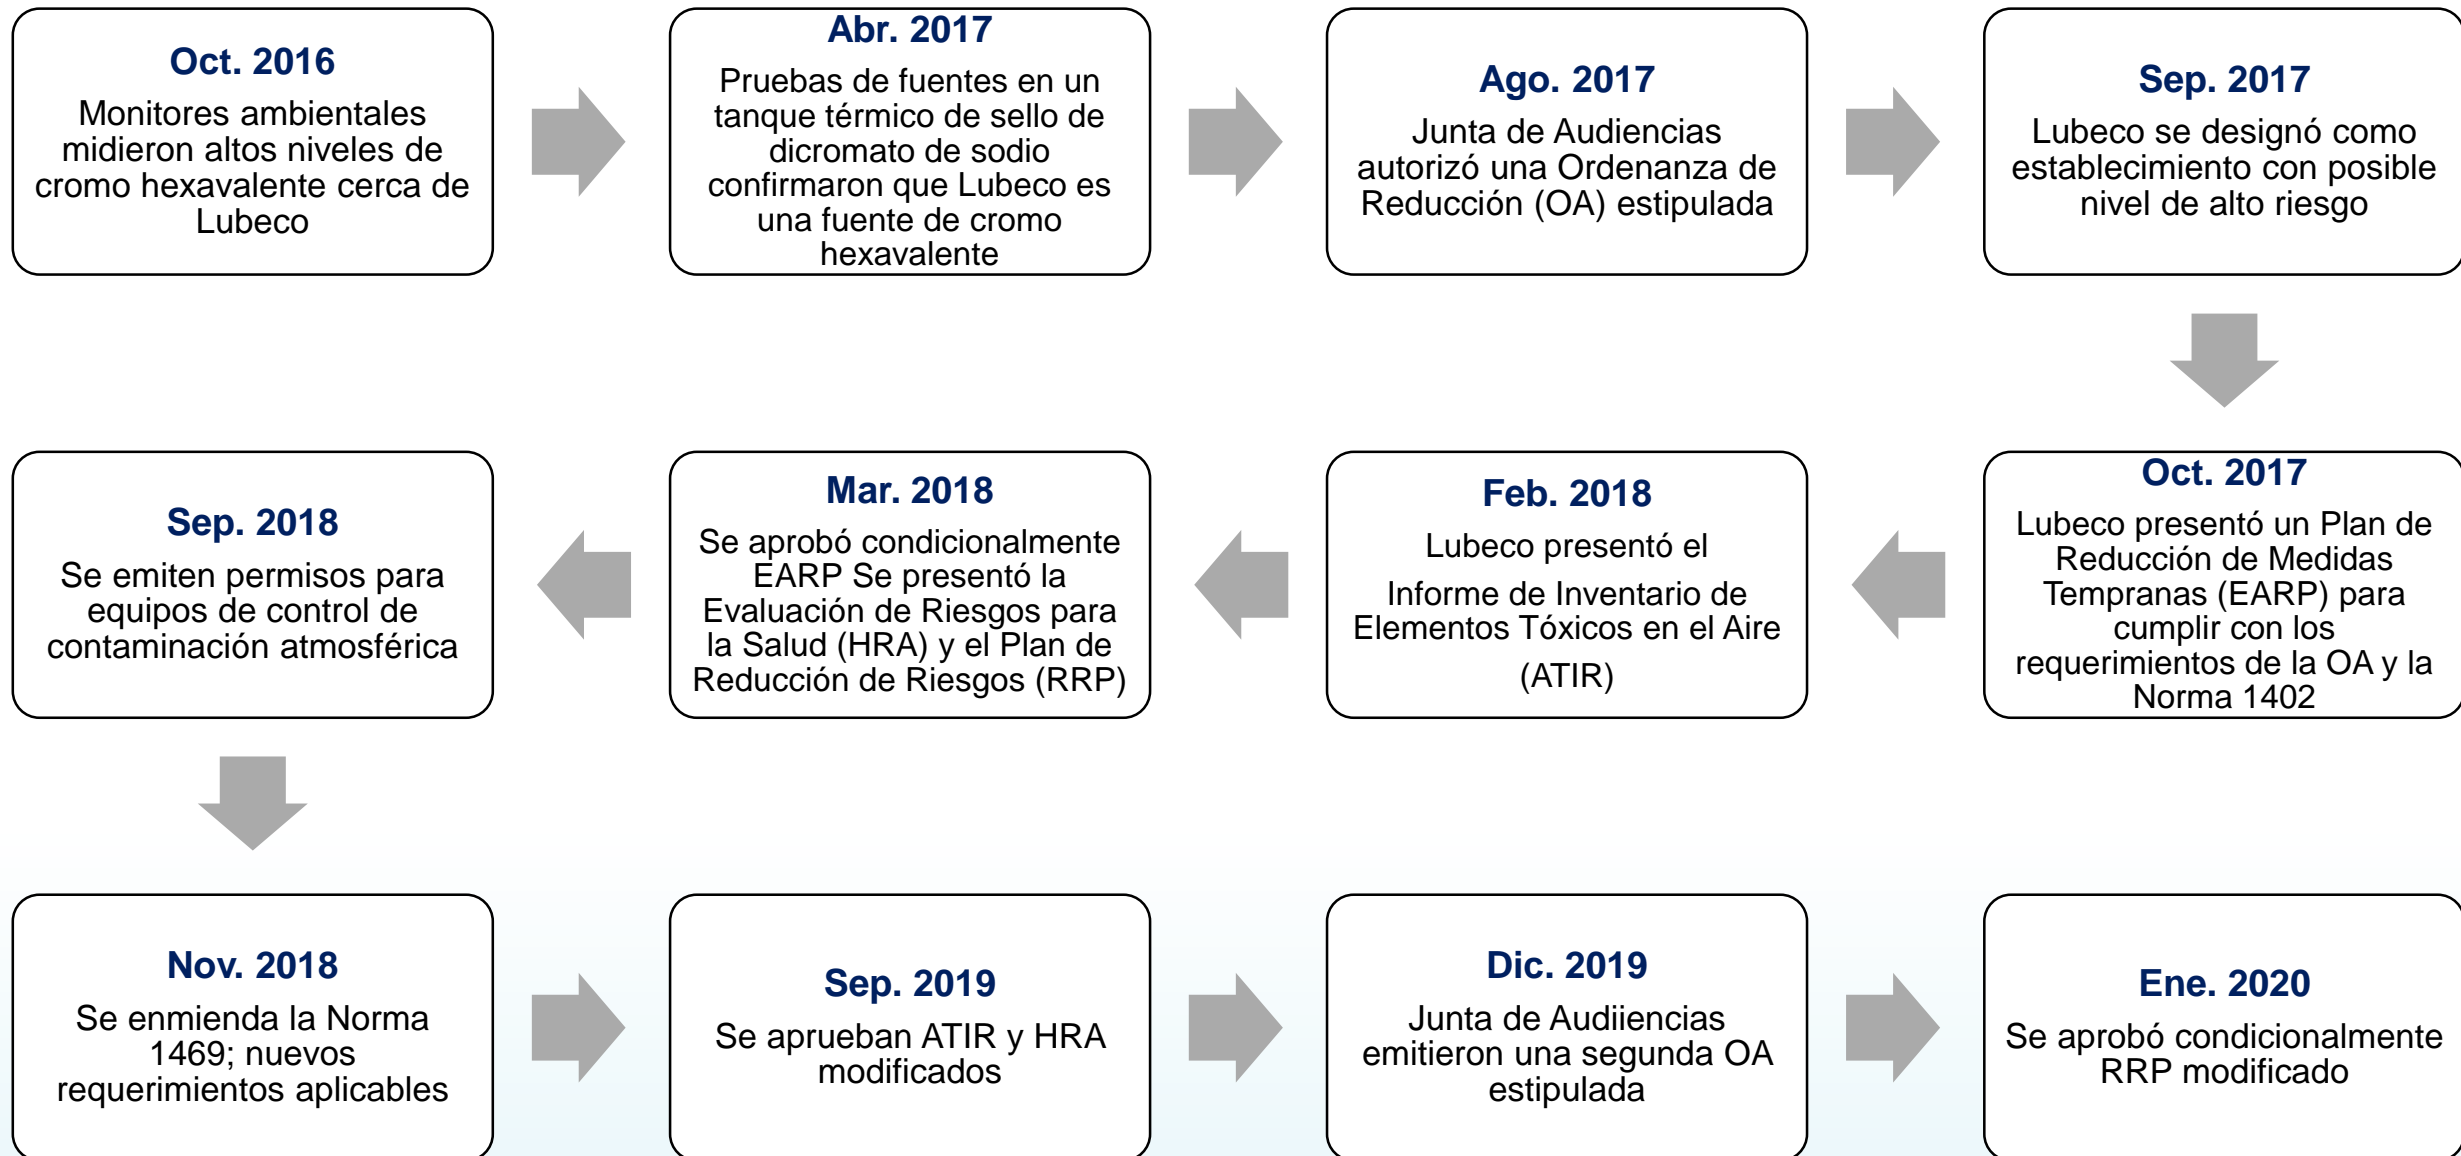 Oct. 2016
Monitores ambientales
midieron altos niveles de
cromo hexavalente cerca de
Lubeco
Abr. 2017
Pruebas de fuentes en un
tanque térmico de sello de
dicromato de sodio
confirmaron que Lubeco es
una fuente de cromo
hexavalente
Ago. 2017
Junta de Audiencias
autorizó una Ordenanza de
Reducción (OA) estipulada
Sep. 2017
Lubeco se designó como
establecimiento con posible
nivel de alto riesgo
Oct. 2017
Lubeco presentó un Plan de
Reducción de Medidas
Tempranas (EARP) para
cumplir con los
requerimientos de la OA y la
Norma 1402
Feb. 2018
Lubeco presentó el
Informe de Inventario de
Elementos Tóxicos en el Aire
(ATIR)
Mar. 2018
Se aprobó condicionalmente
EARP Se presentó la
Evaluación de Riesgos para
la Salud (HRA) y el Plan de
Reducción de Riesgos (RRP)
Sep. 2018
Se emiten permisos para
equipos de control de
contaminación atmosférica
Nov. 2018
Se enmienda la Norma
1469; nuevos
requerimientos aplicables
Sep. 2019
Se aprueban ATIR y HRA
modificados
Dic. 2019
Junta de Audiiencias
emitieron una segunda OA
estipulada
Ene. 2020
Se aprobó condicionalmente
RRP modificado